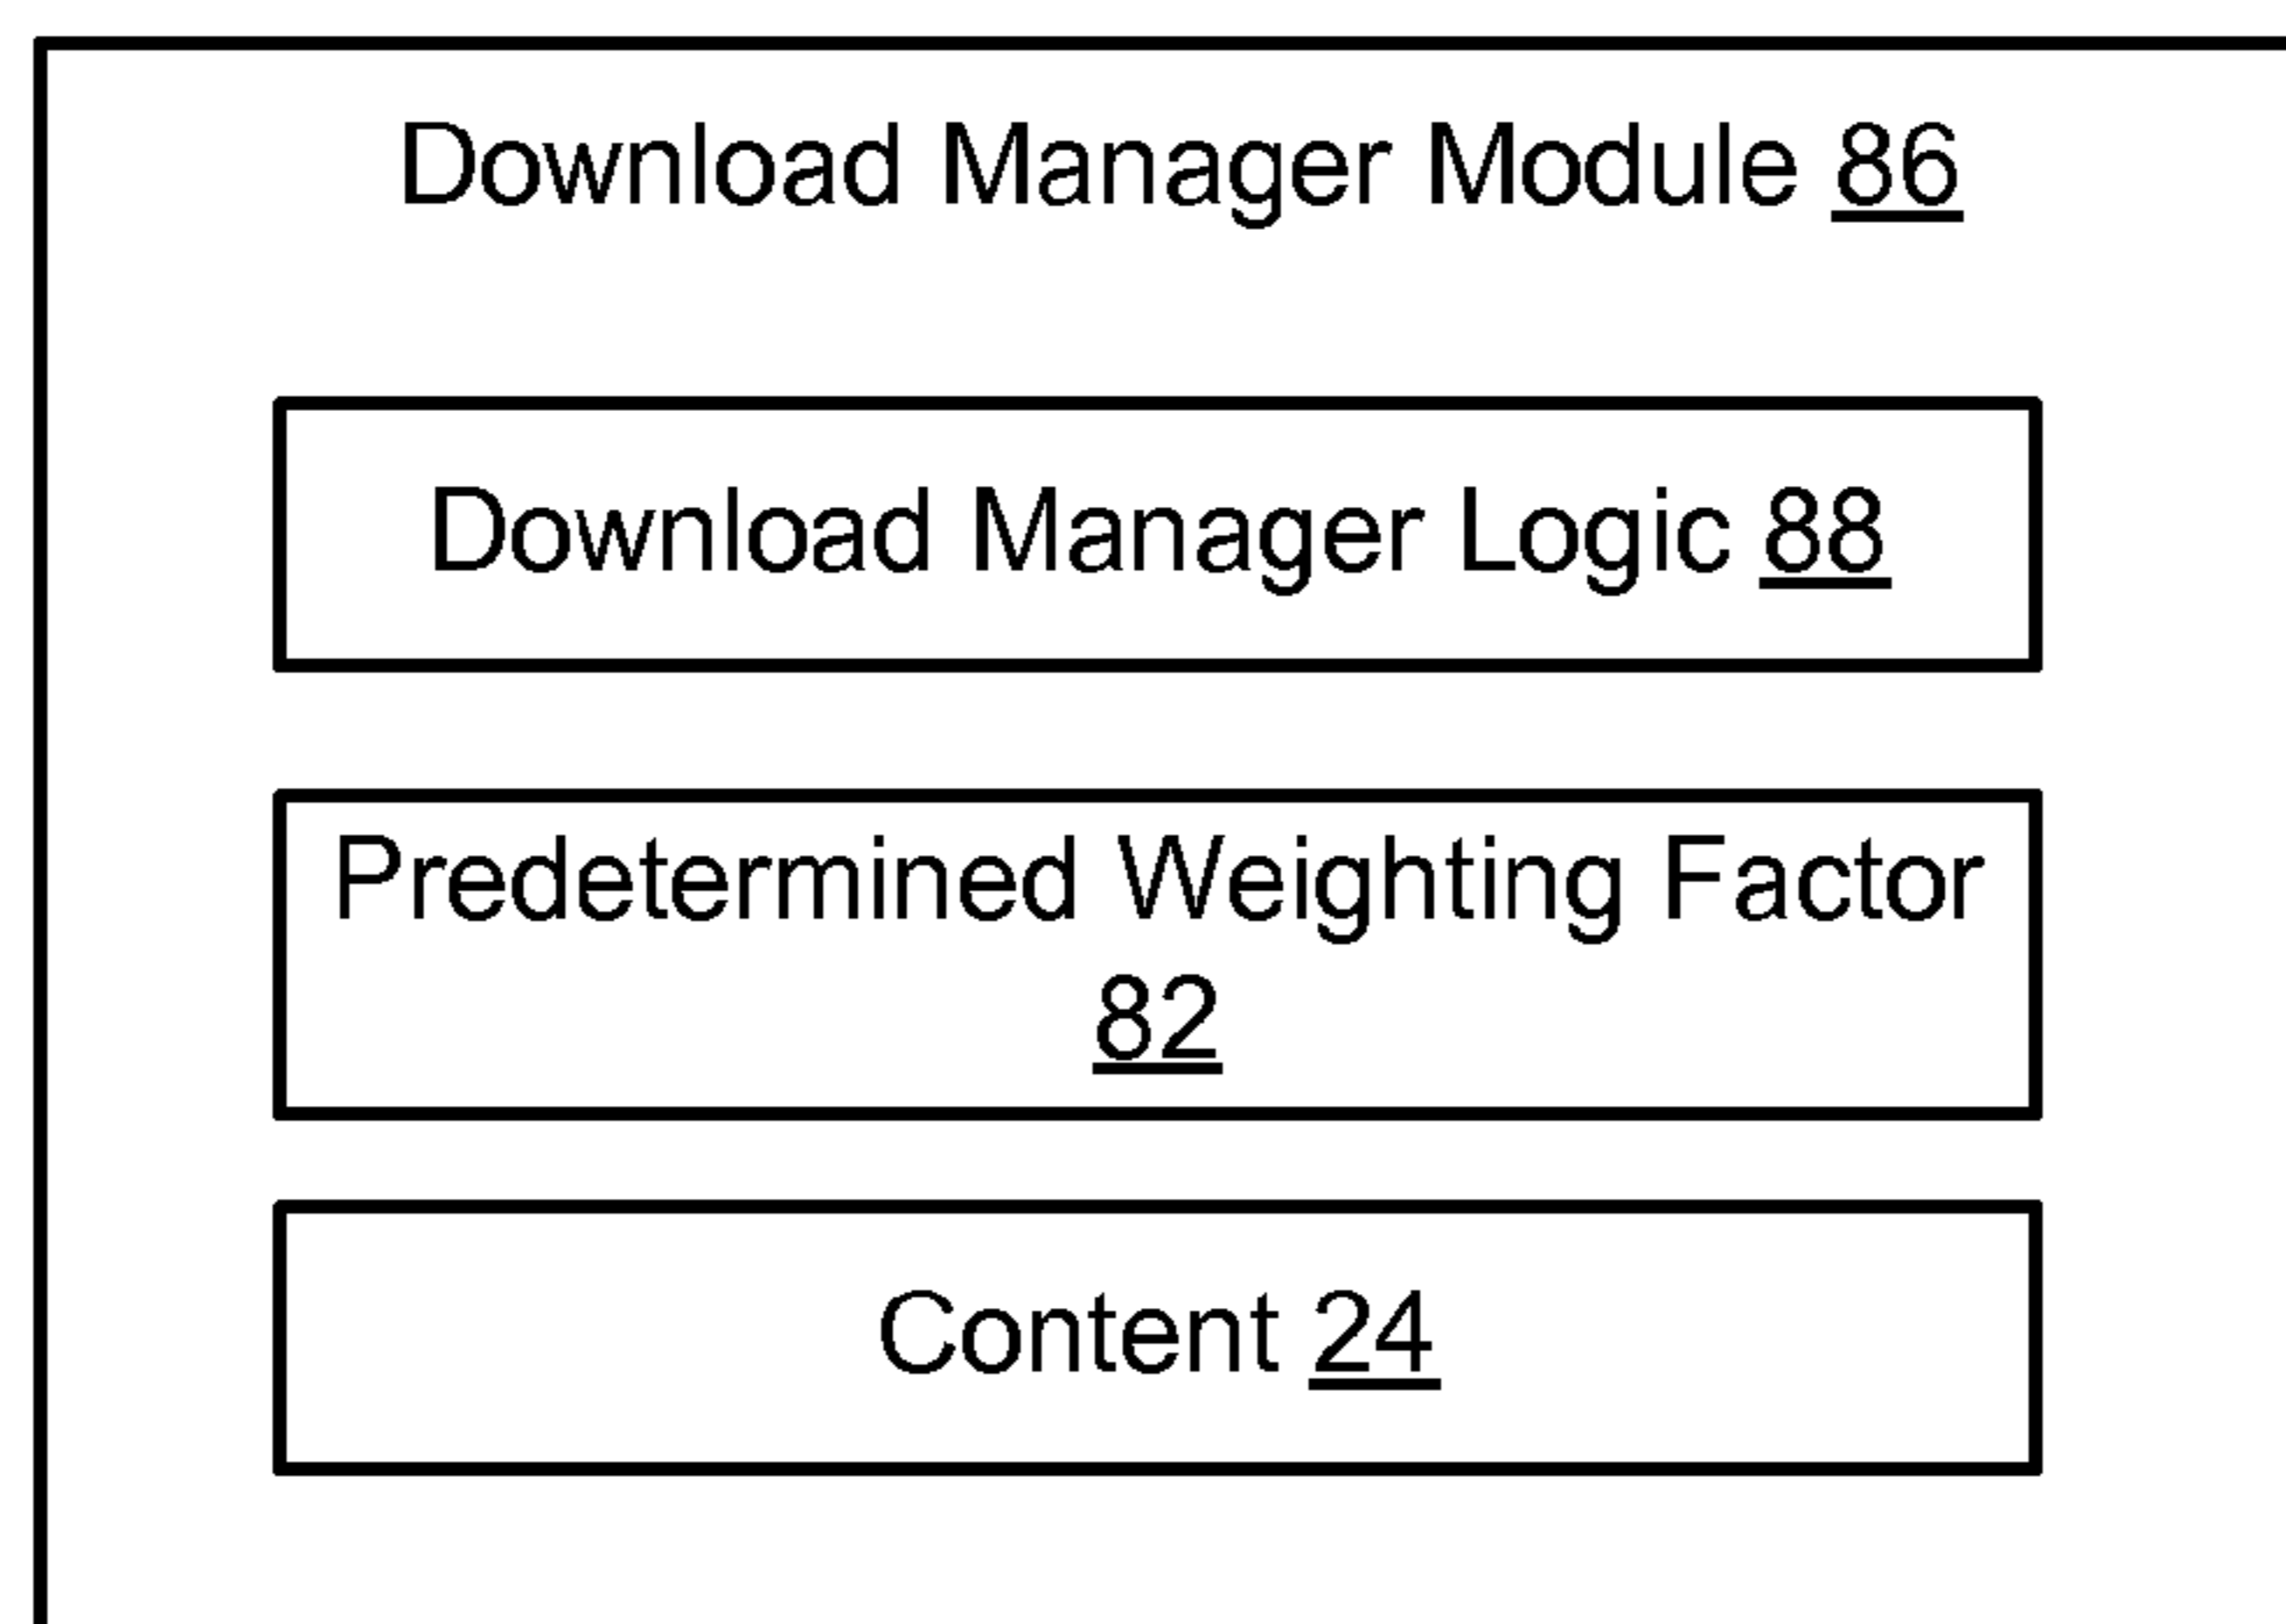 Download Manager Module 86
Download Manager Logic 88
Predetermined Weighting Factor
82
Content 24